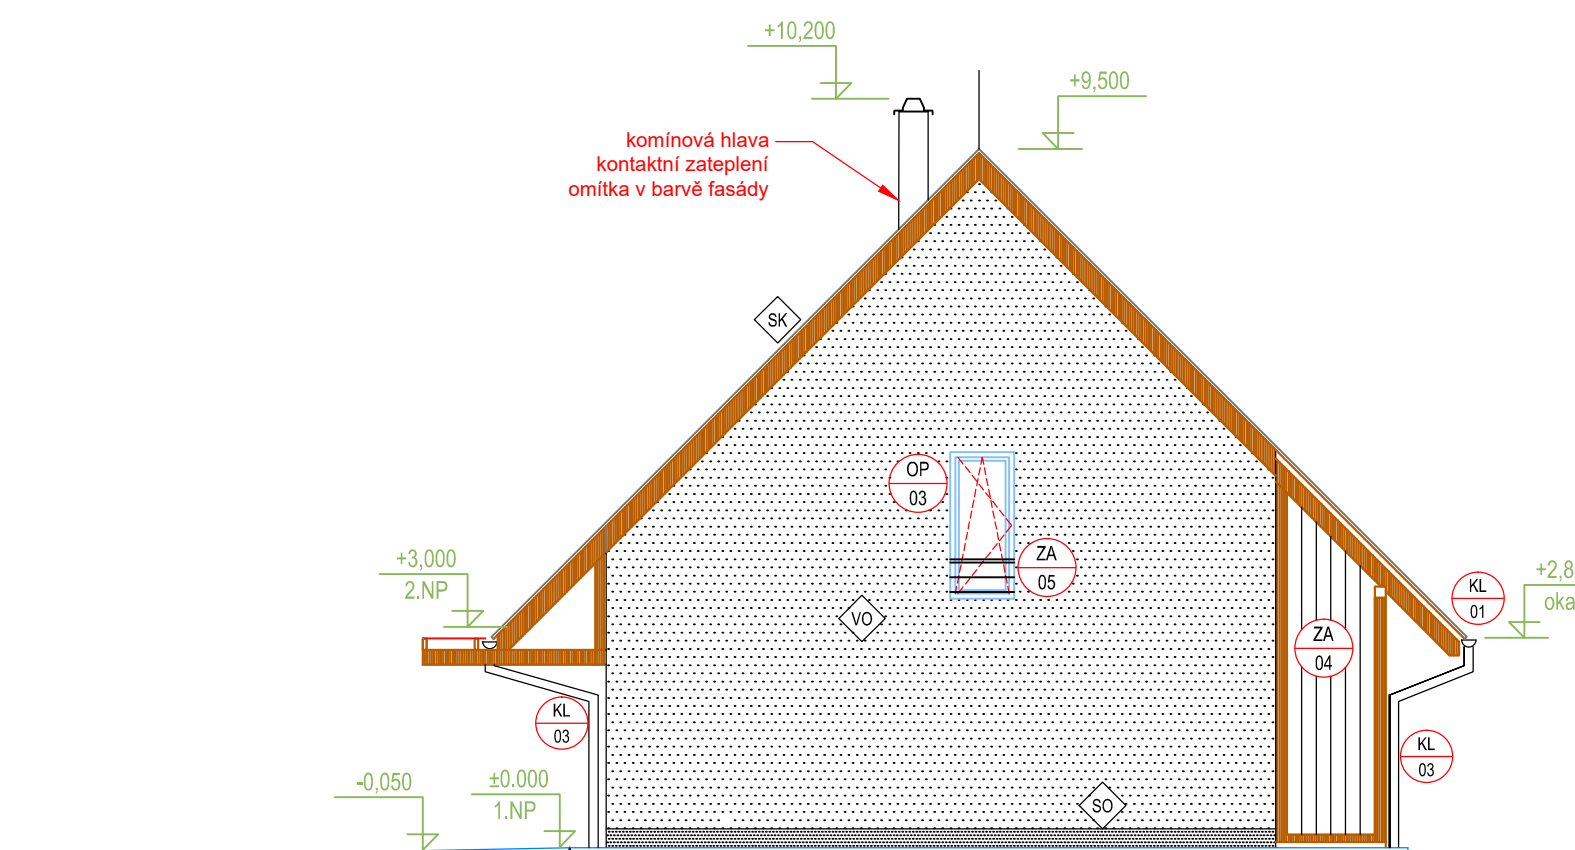 +10,200
+9,500
komínová hlava
kontaktní zateplení
omítka v barvě fasády
SK
OP
03
+3,000
2.NP
ZA
05
+2,8
oka
KL
01
VO
ZA
04
KL
03
KL
03
-0,050
±0.000
1.NP
SO